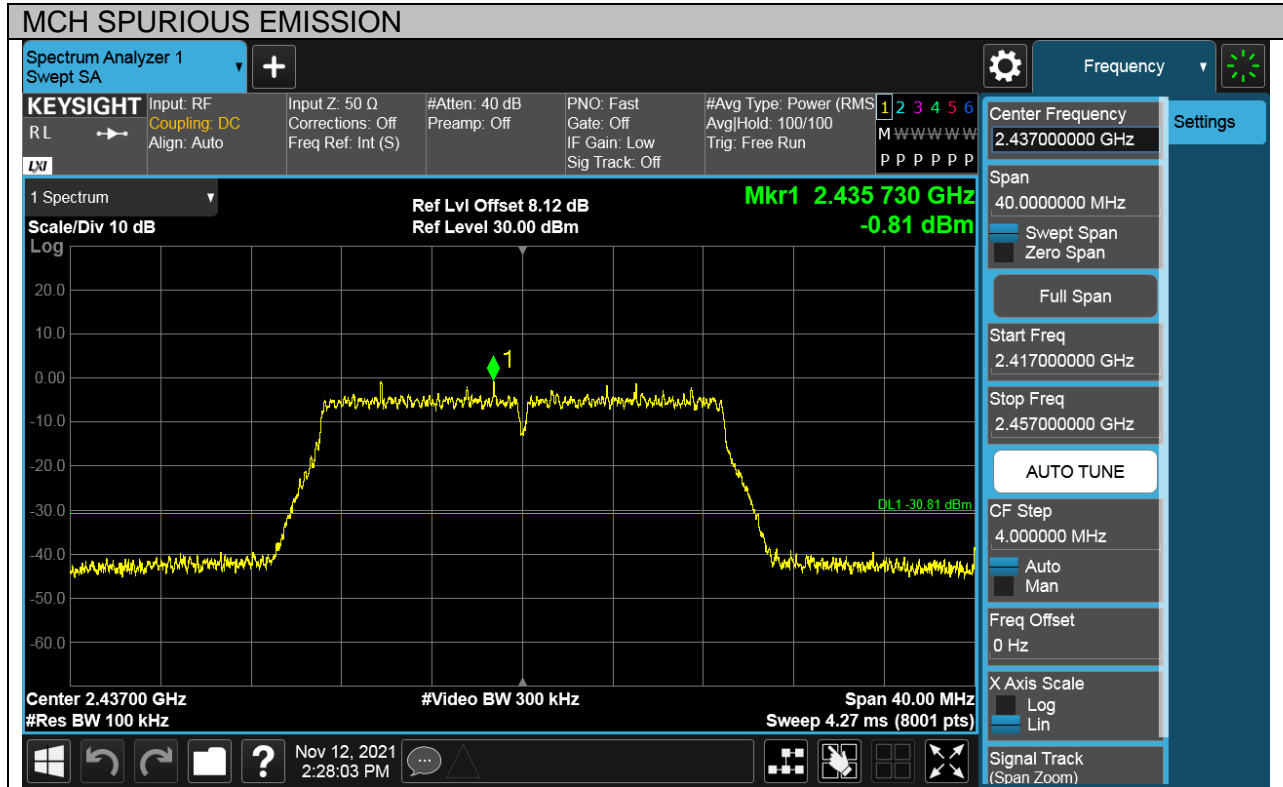 MCH SPURIOUS EMISSION
Spectrum Analyzer 1
Swept SA
Frequency
KEYSIGHT
RL
LXI
Input: RF
Coupling: DC
Align: Auto
Input Z: 50 Ω
Corrections: Off
Freq Ref: Int (S)
#Atten: 40 dB
Preamp: Off
PNO: Fast
Gate: Off
IF Gain: Low
Sig Track: Off
#Avg Type: Power (RMS
Avg|Hold: 100/100
Trig: Free Run
1 2 3 4 5 6
M W W W W W
P P P P P P
1 Spectrum
Scale/Div 10 dB
Ref Lvl Offset 8.12 dB
Ref Level 30.00 dBm
Mkr1 2.435 730 GHz
-0.81 dBm
Log
20.0
10.0
0.00
-10.0
-20.0
-30.0
-40.0
-50.0
-60.0
1
DL1 -30.81 dBm
Center 2.43700 GHz
#Res BW 100 kHz
#Video BW 300 kHz
Span 40.00 MHz
Sweep 4.27 ms (8001 pts)
Center Frequency
2.437000000 GHz
Settings
Span
40.0000000 MHz
Swept Span
Zero Span
Full Span
Start Freq
2.417000000 GHz
Stop Freq
2.457000000 GHz
AUTO TUNE
CF Step
4.000000 MHz
Auto
Man
Freq Offset
0 Hz
X Axis Scale
Log
Lin
Signal Track
(Span Zoom)
?
Nov 12, 2021
2:28:03 PM